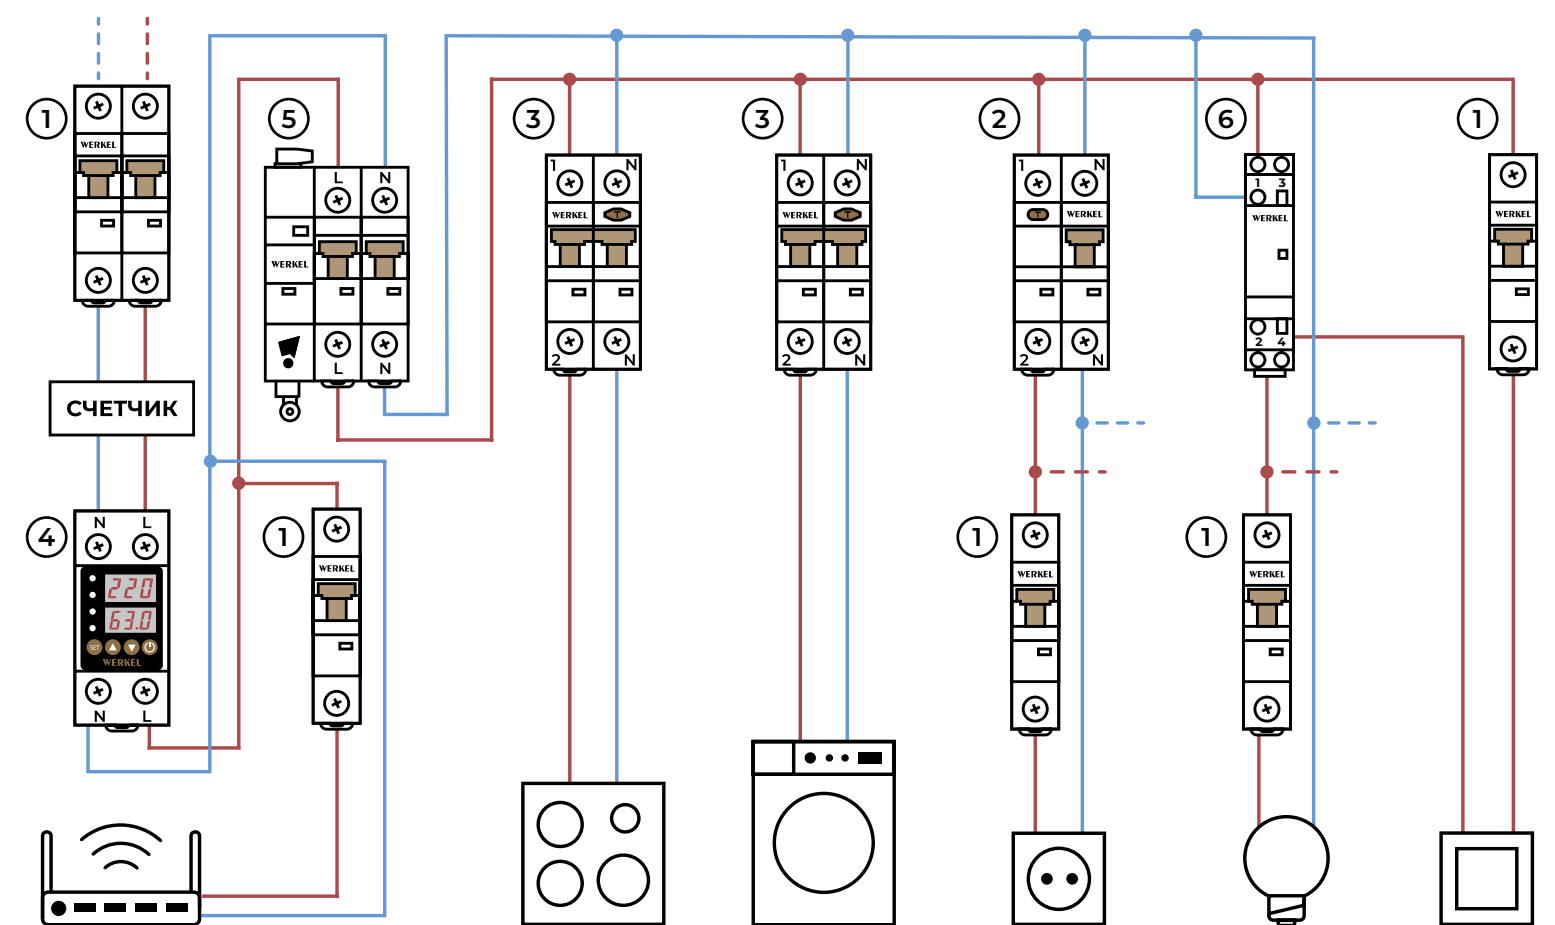 1
WERKEL
СЧЕТЧИК
4
N L
220
63.0
SET
WERKEL
N L
5
L N
WERKEL
L N
1
WERKEL
3
1 N
WERKEL T
2 N
3
1 N
WERKEL T
2 N
2
1 N
T WERKEL
2 N
1
WERKEL
6
1 3
WERKEL
2 4
1
WERKEL
1
WERKEL